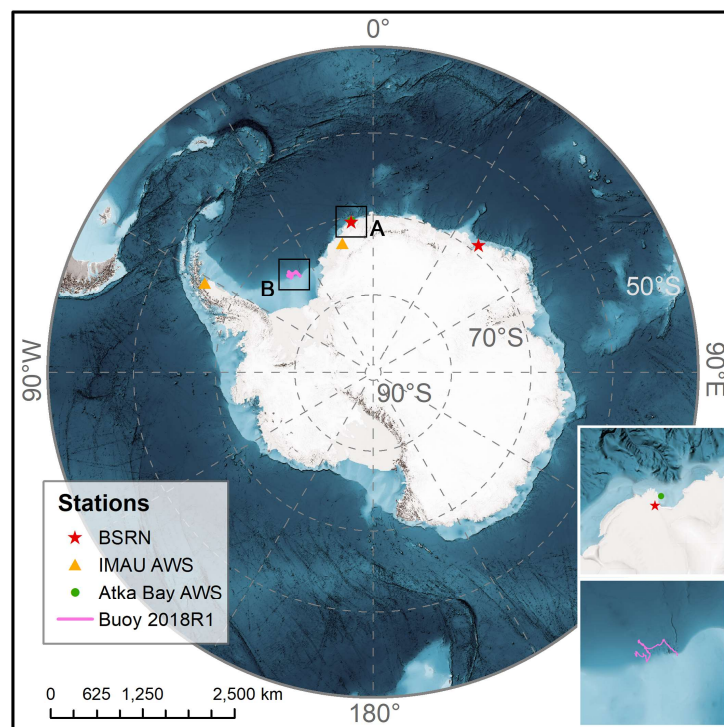 0°
A
B
50°S
70°S
90°W
90°S
90°E
Stations
BSRN
IMAU AWS
Atka Bay AWS
Buoy 2018R1
0 625 1,250 2,500 km
180°